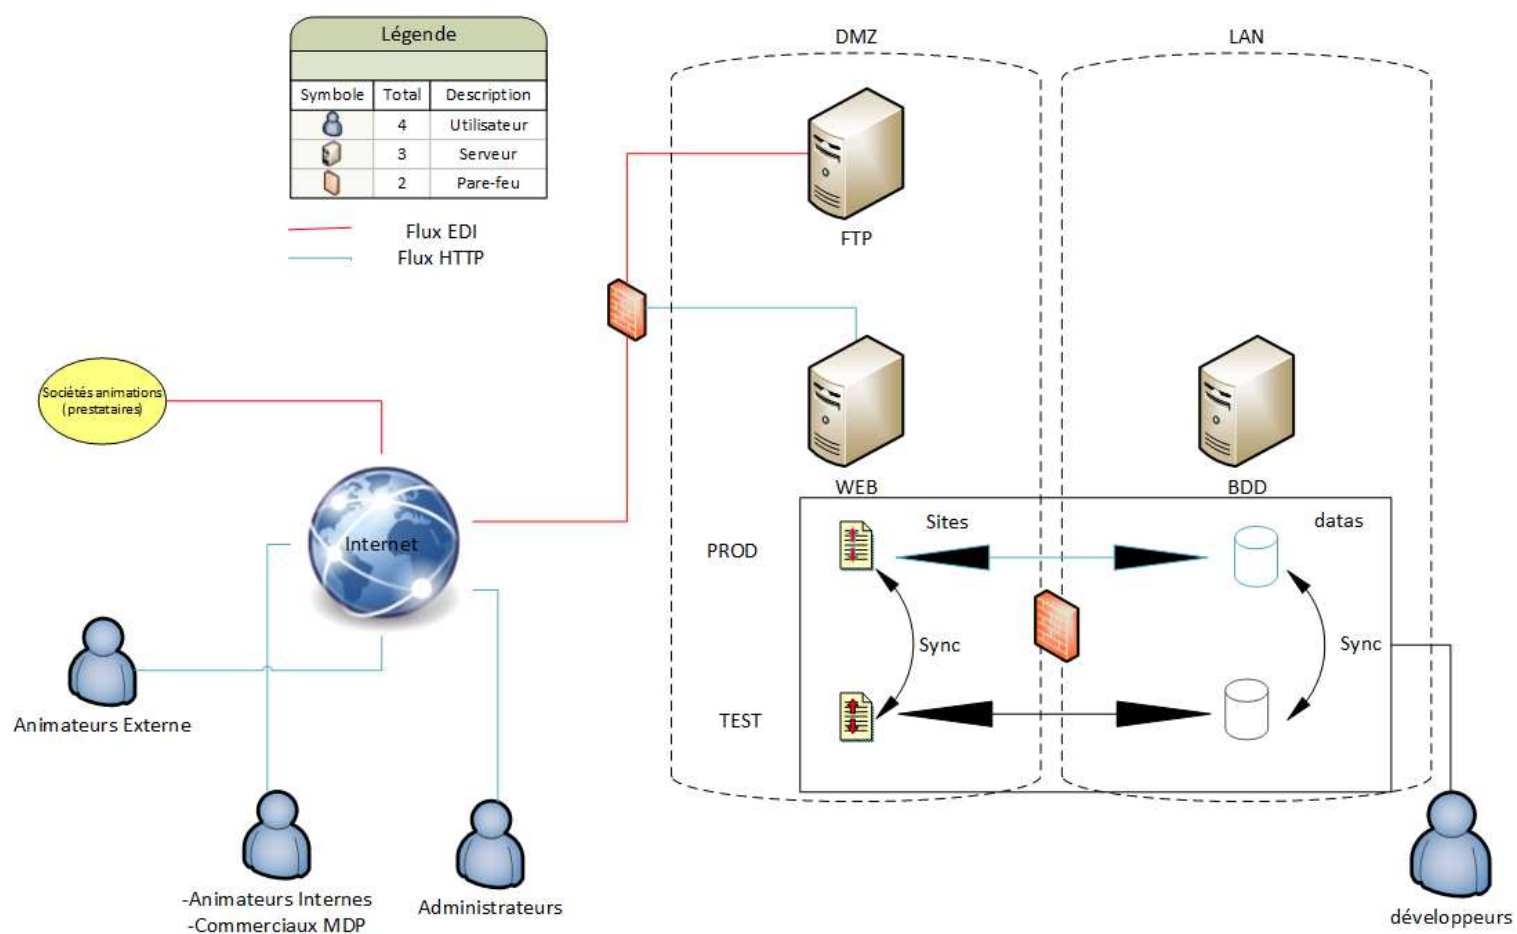 Légende
Symbole Total Description
4 Utilisateur
3 Serveur
2 Pare-feu
Flux EDI
Flux HTTP
DMZ
LAN
FTP
Sociétés animations
(prestataires)
Internet
WEB
BDD
PROD
Sites
datas
Sync
Sync
TEST
Animateurs Externe
-Animateurs Internes
-Commerciaux MDP
Administrateurs
développeurs